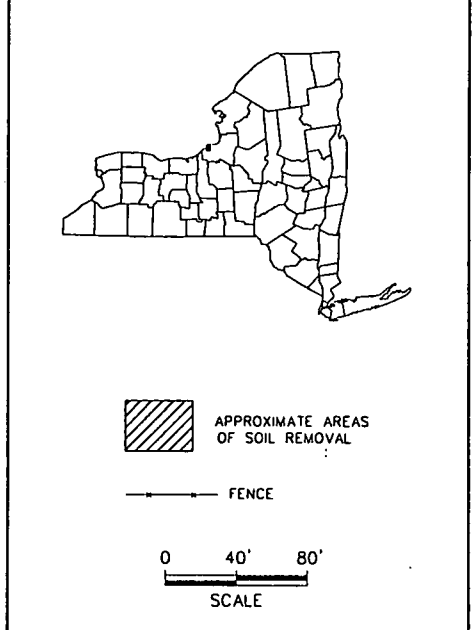 APPROXIMATE AREAS
OF SOIL REMOVAL
FENCE
0 40' 80'
SCALE